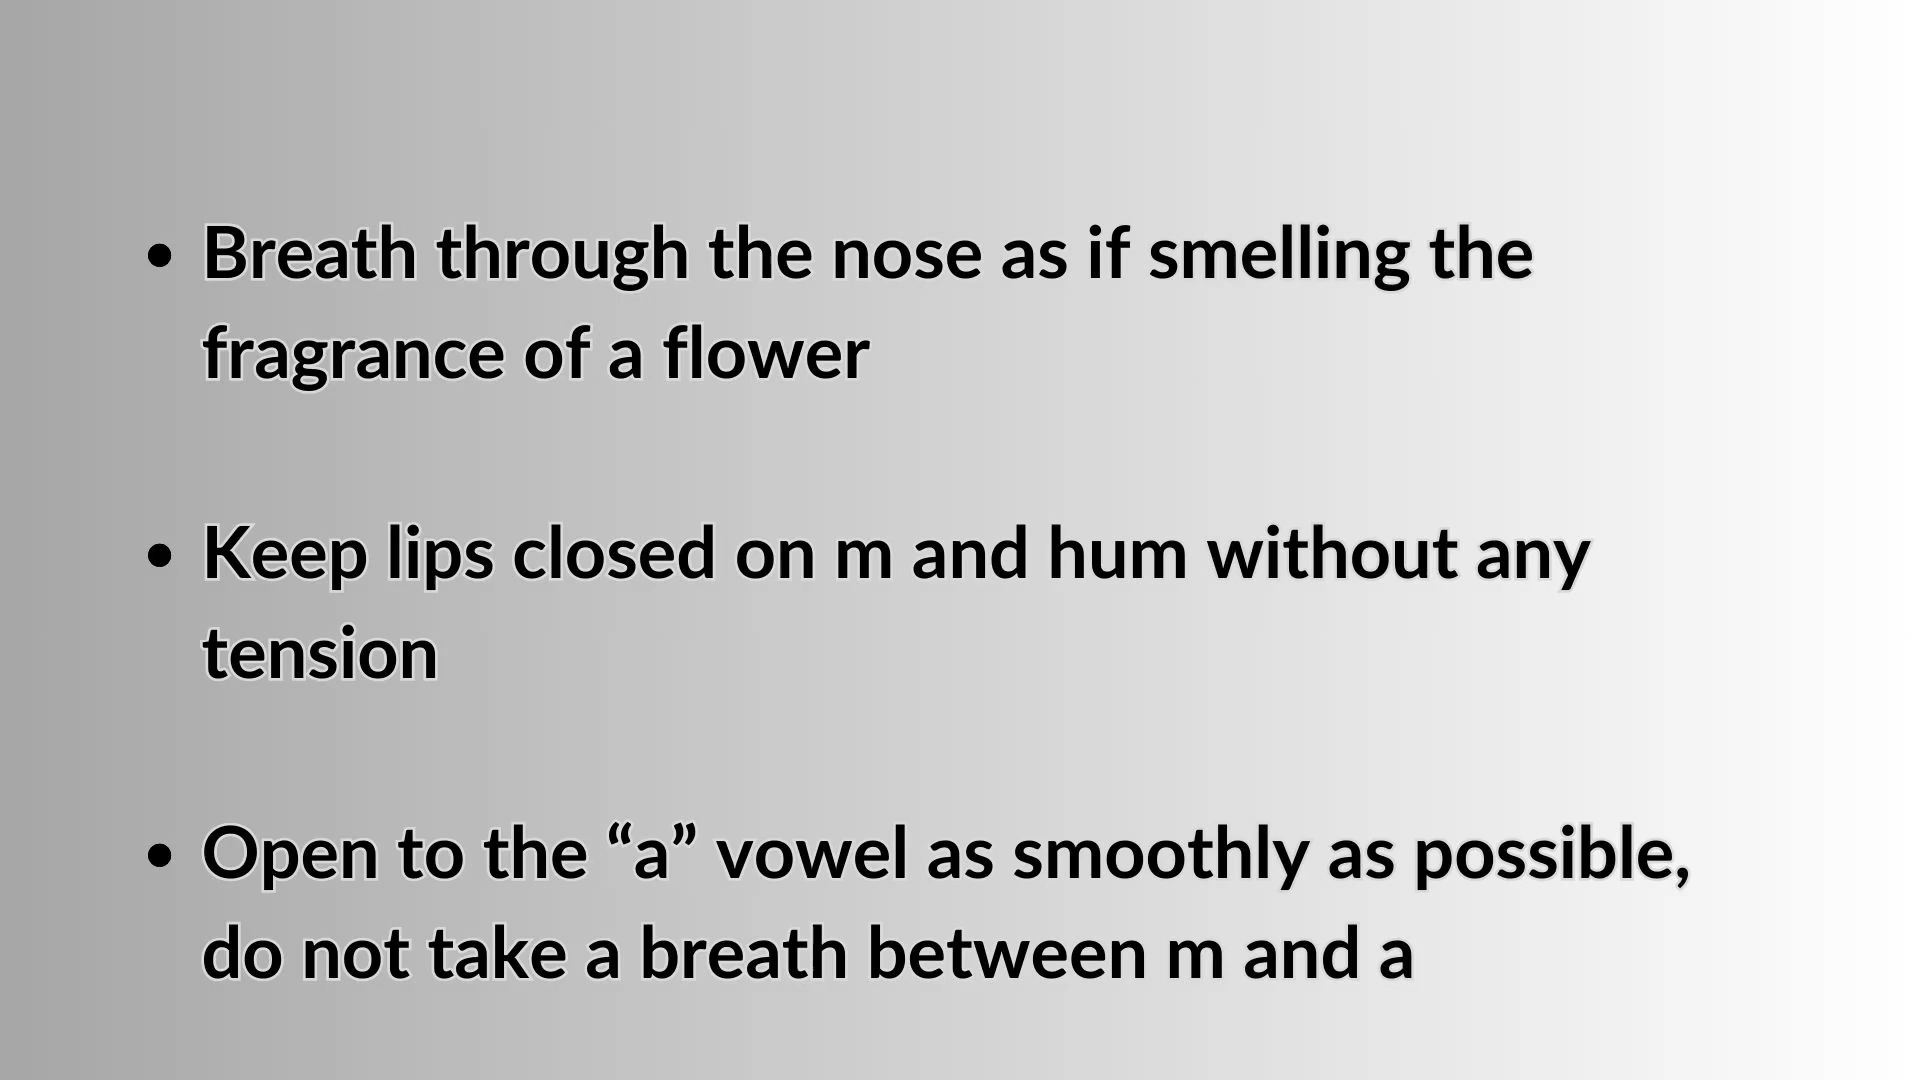 • Breath through the nose as if smelling the
fragrance of a flower
• Keep lips closed on m and hum without any
tension
• Open to the “a” vowel as smoothly as possible,
do not take a breath between m and a